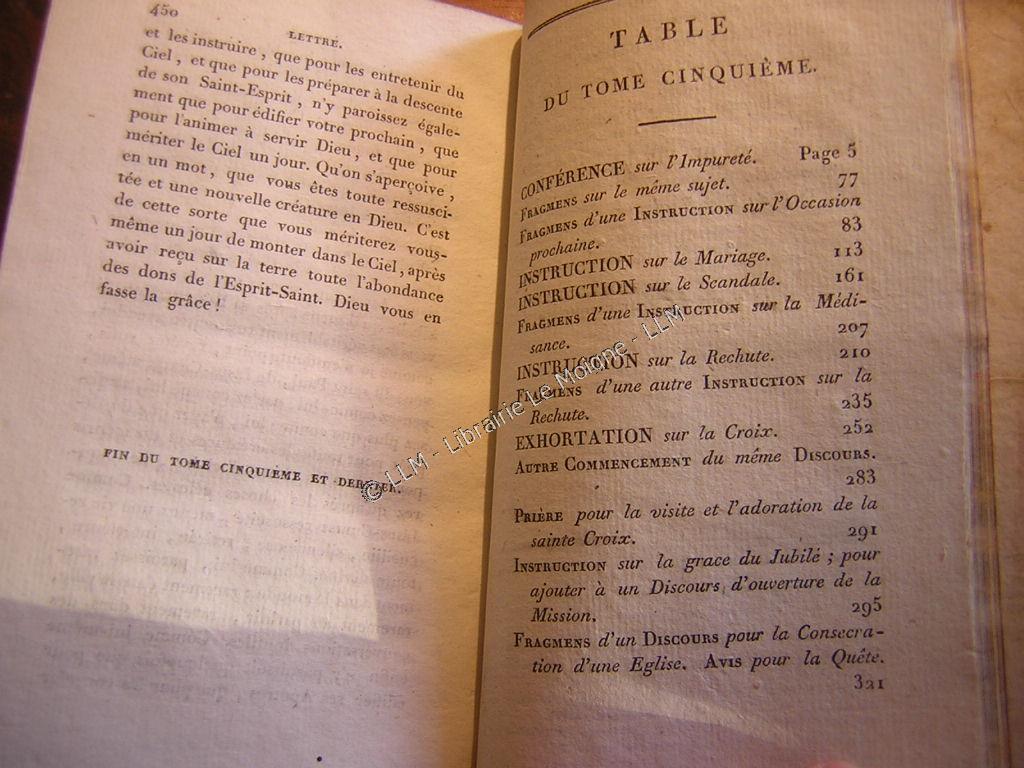 450
LETTRE.
et les instruire, que pour les entretenir du
Ciel, et que pour les préparer à la descente
de son Saint-Esprit, n'y paroissez égale-
ment que pour édifier votre prochain, que
pour l'animer à servir Dieu, et que pour
mériter le Ciel un jour. Qu'on s'aperçoive,
en un mot, que vous êtes toute ressusci-
tée et une nouvelle créature en Dieu. C'est
de cette sorte que vous mériterez vous-
même un jour de monter dans le Ciel, après
avoir reçu sur la terre toute l'abondance
des dons de l'Esprit-Saint. Dieu vous en
fasse la grâce!
FIN DU TOME CINQUIÈME ET DERNIER.
TABLE
DU TOME CINQUIÈME.
CONFÉRENCE sur l'Impureté. Page 5
FRAGMENS sur le même sujet. 77
FRAGMENS d'une INSTRUCTION sur l'Occasion
prochaine. 83
INSTRUCTION sur le Mariage. 113
INSTRUCTION sur le Scandale. 161
FRAGMENS d'une INSTRUCTION sur la Médi-
sance. 207
INSTRUCTION sur la Rechute. 210
FRAGMENS d'une autre INSTRUCTION sur la
Rechute. 235
EXHORTATION sur la Croix. 252
AUTRE COMMENCEMENT du même DISCOURS.
283
PRIÈRE pour la visite et l'adoration de la
sainte Croix. 291
INSTRUCTION sur la grace du Jubilé ; pour
ajouter à un Discours d'ouverture de la
Mission. 295
FRAGMENS d'un DISCOURS pour la Consecra-
tion d'une Eglise. AVIS pour la Quête.
321
© LLM - Librairie Le Moigne - LLM